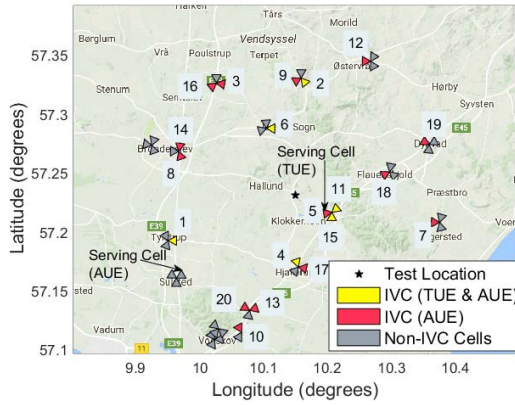 Børglum
Vrå
Poulstrup
Tårs
Morild
Vendsyssel
Terpet
12
Østervrå
9
2
16
3
Hørby
Stenum
Syvsten
19
E45
14
6
Sogn
Serving Cell
(TUE)
Hallund
11
8
5
Klokkerholm
18
Præstbro
15
7
E39
1
Serving Cell
(AUE)
4
17
20
13
10
Vadum
11
E39
Test Location
IVC (TUE & AUE)
IVC (AUE)
Non-IVC Cells
57.35
57.3
57.25
57.2
57.15
57.1
9.9
10
10.1
10.2
10.3
10.4
Latitude (degrees)
Longitude (degrees)